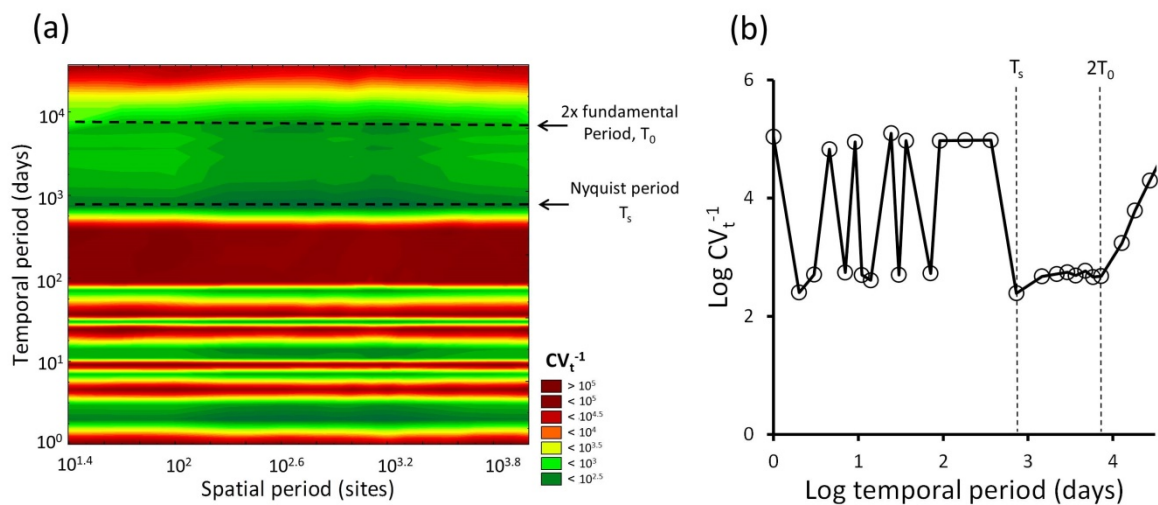 (a)
Temporal period (days)
10⁴
10³
10²
10¹
10⁰
10^1.4
10²
10^2.6
10^3.2
10^3.8
Spatial period (sites)
2x fundamental
Period, T₀
Nyquist period
Tₛ
CVₜ⁻¹
> 10⁵
< 10⁵
< 10^4.5
< 10⁴
< 10^3.5
< 10³
< 10^2.5
(b)
Tₛ
2T₀
Log CVₜ⁻¹
6
4
2
0
0
1
2
3
4
Log temporal period (days)